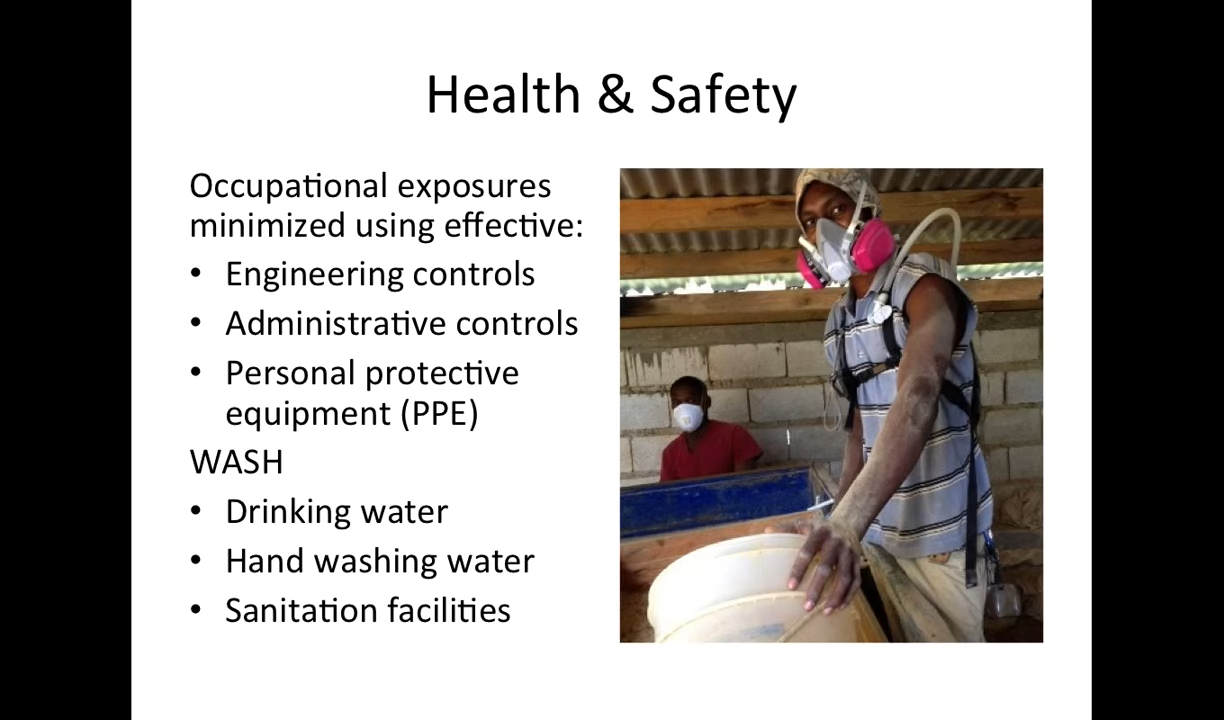 Health & Safety
Occupational exposures
minimized using effective:
• Engineering controls
• Administrative controls
• Personal protective
equipment (PPE)
WASH
• Drinking water
• Hand washing water
• Sanitation facilities